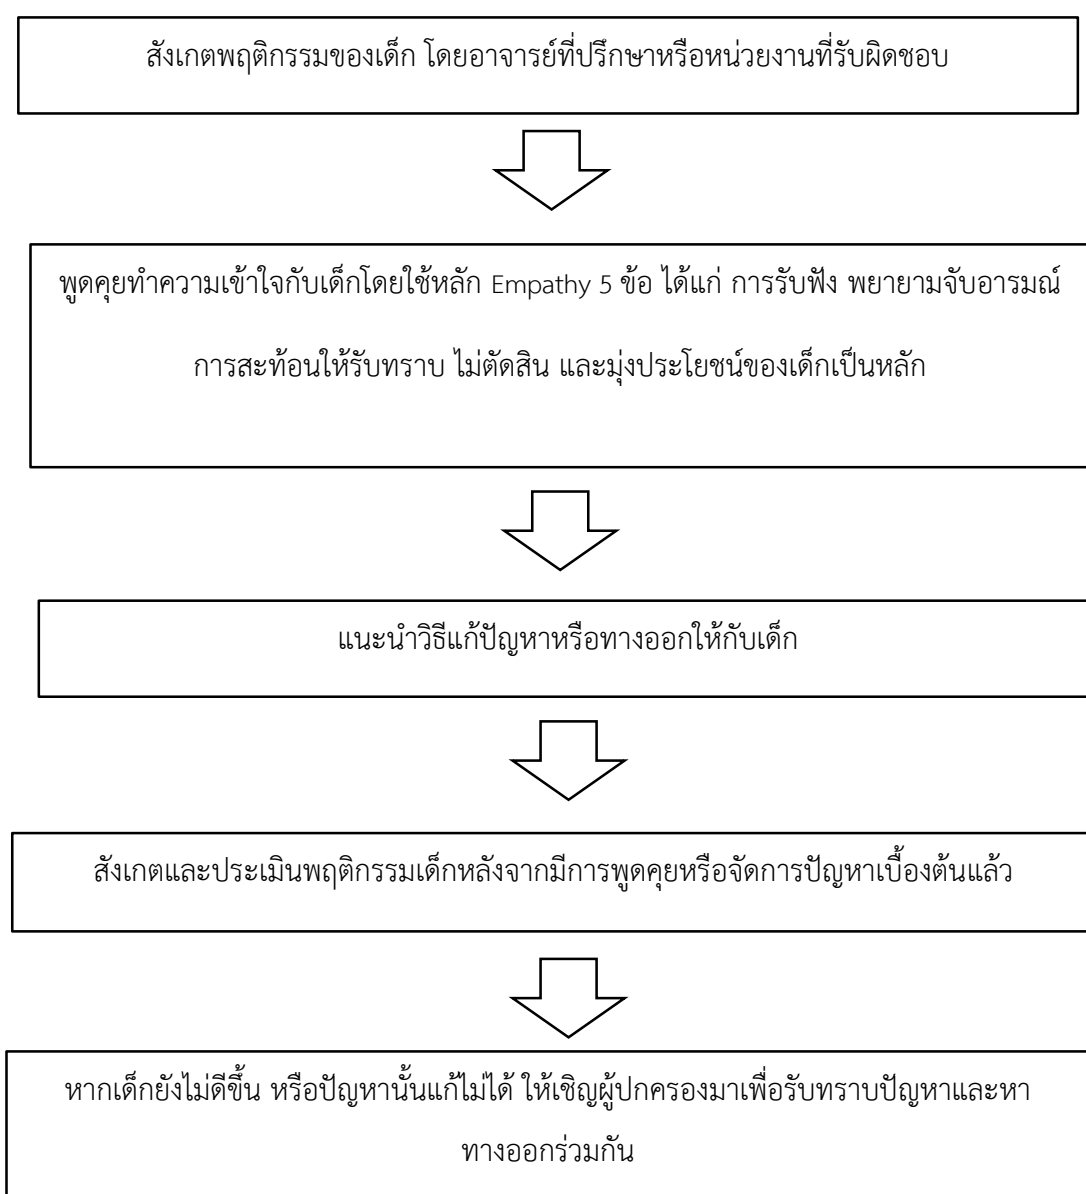 สังเกตพฤติกรรมของเด็ก โดยอาจารย์ที่ปรึกษาหรือหน่วยงานที่รับผิดชอบ
พูดคุยทำความเข้าใจกับเด็กโดยใช้หลัก Empathy 5 ข้อ ได้แก่ การรับฟัง พยายามจับอารมณ์
การสะท้อนให้รับทราบ ไม่ตัดสิน และมุ่งประโยชน์ของเด็กเป็นหลัก
แนะนำวิธีแก้ปัญหาหรือทางออกให้กับเด็ก
สังเกตและประเมินพฤติกรรมเด็กหลังจากมีการพูดคุยหรือจัดการปัญหาเบื้องต้นแล้ว
หากเด็กยังไม่ดีขึ้น หรือปัญหานั้นแก้ไม่ได้ ให้เชิญผู้ปกครองมาเพื่อรับทราบปัญหาและหา
ทางออกร่วมกัน